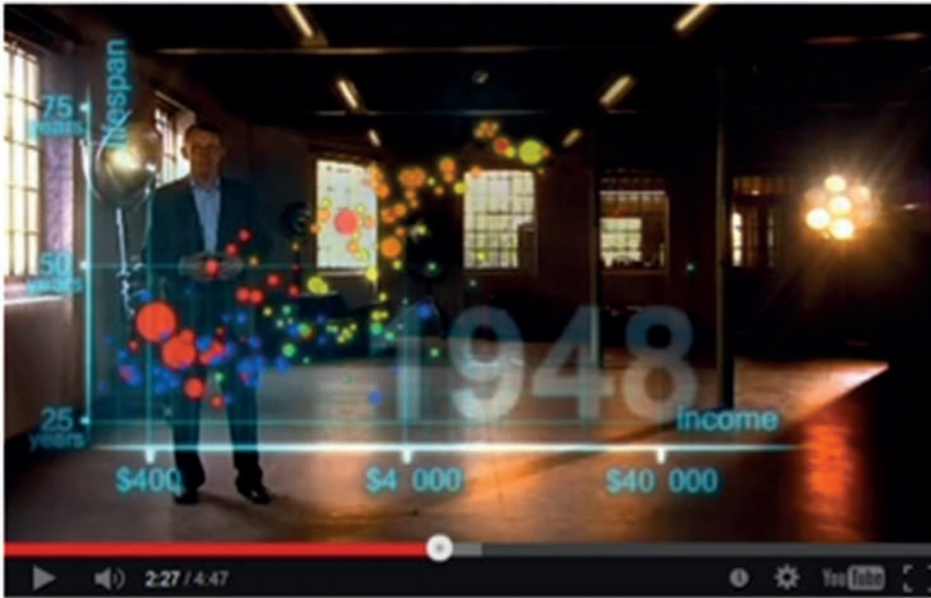 lifespan
75
years
50
years
25
years
1948
income
$400
$4 000
$40 000
2:27 / 4:47
YouTube